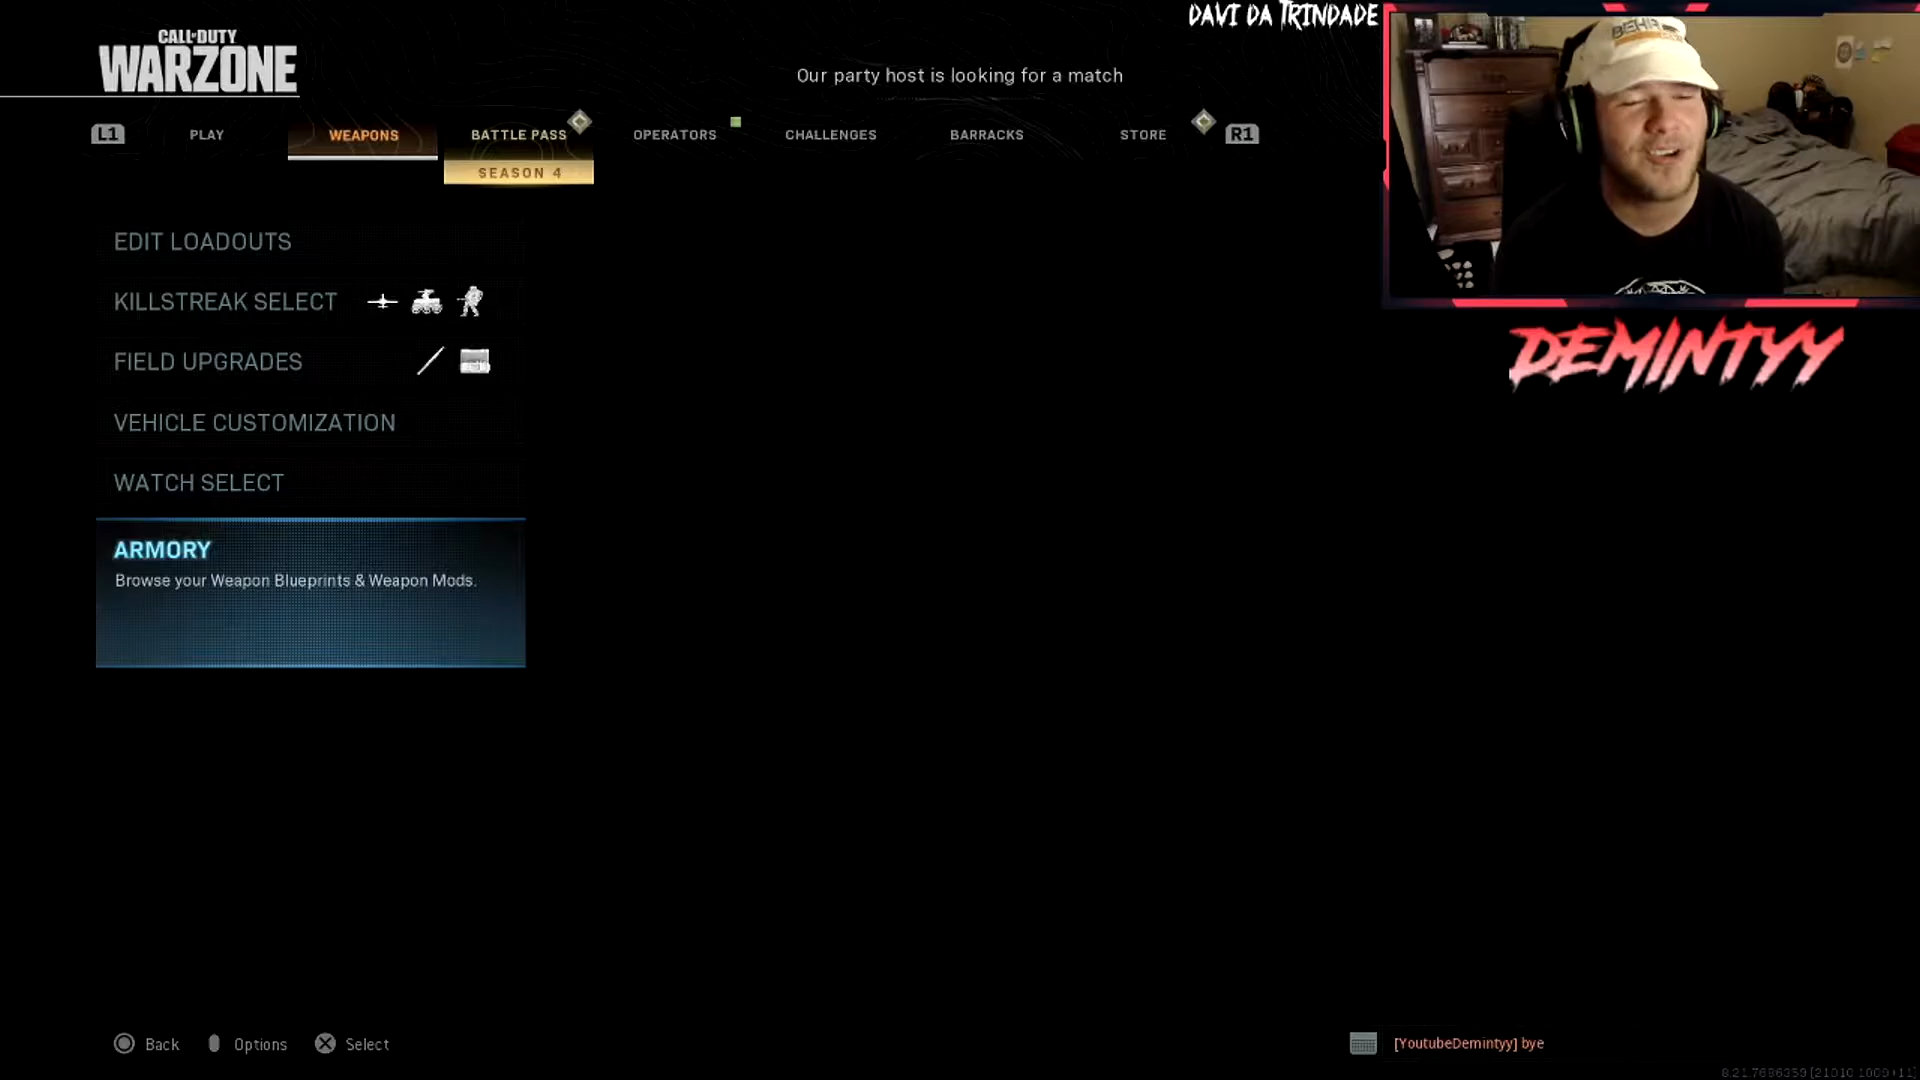 DAVI DA TRINDADE
CALL OF DUTY
WARZONE
Our party host is looking for a match
L1
PLAY
WEAPONS
BATTLE PASS
OPERATORS
CHALLENGES
BARRACKS
STORE
R1
SEASON 4
EDIT LOADOUTS
KILLSTREAK SELECT
FIELD UPGRADES
VEHICLE CUSTOMIZATION
WATCH SELECT
ARMORY
Browse your Weapon Blueprints & Weapon Mods.
DEMINTYY
Back
Options
Select
[YoutubeDemintyy] bye